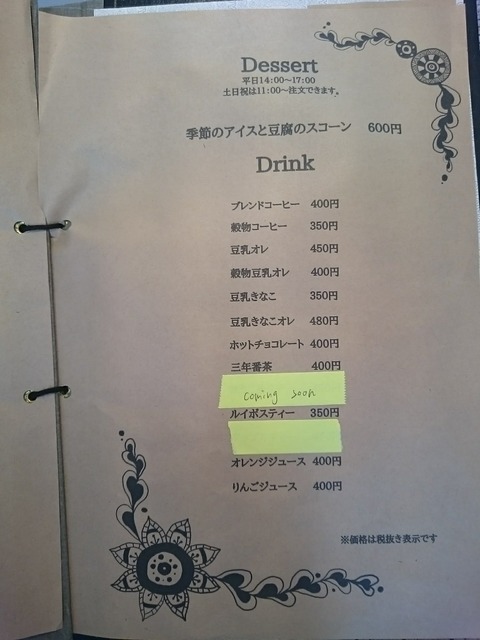 Dessert
平日14:00～17:00
土日祝は11:00～注文できます。
季節のアイスと豆腐のスコーン 600円
Drink
ブレンドコーヒー 400円
穀物コーヒー 350円
豆乳オレ 450円
穀物豆乳オレ 400円
豆乳きなこ 350円
豆乳きなこオレ 480円
ホットチョコレート 400円
三年番茶 400円
coming soon
ルイボスティー 350円
オレンジジュース 400円
りんごジュース 400円
※価格は税抜き表示です